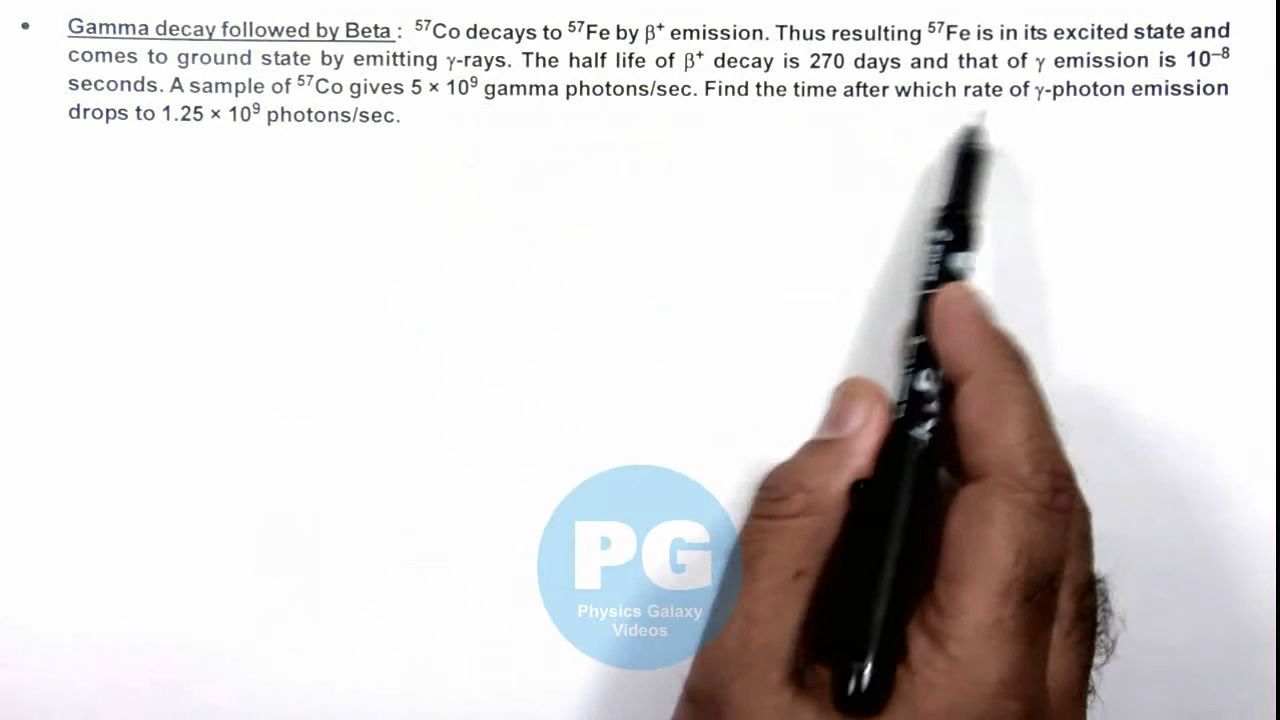 • Gamma decay followed by Beta : ⁵⁷Co decays to ⁵⁷Fe by β⁺ emission. Thus resulting ⁵⁷Fe is in its excited state and
comes to ground state by emitting γ-rays. The half life of β⁺ decay is 270 days and that of γ emission is 10⁻⁸
seconds. A sample of ⁵⁷Co gives 5 × 10⁹ gamma photons/sec. Find the time after which rate of γ-photon emission
drops to 1.25 × 10⁹ photons/sec.
PG
Physics Galaxy
Videos